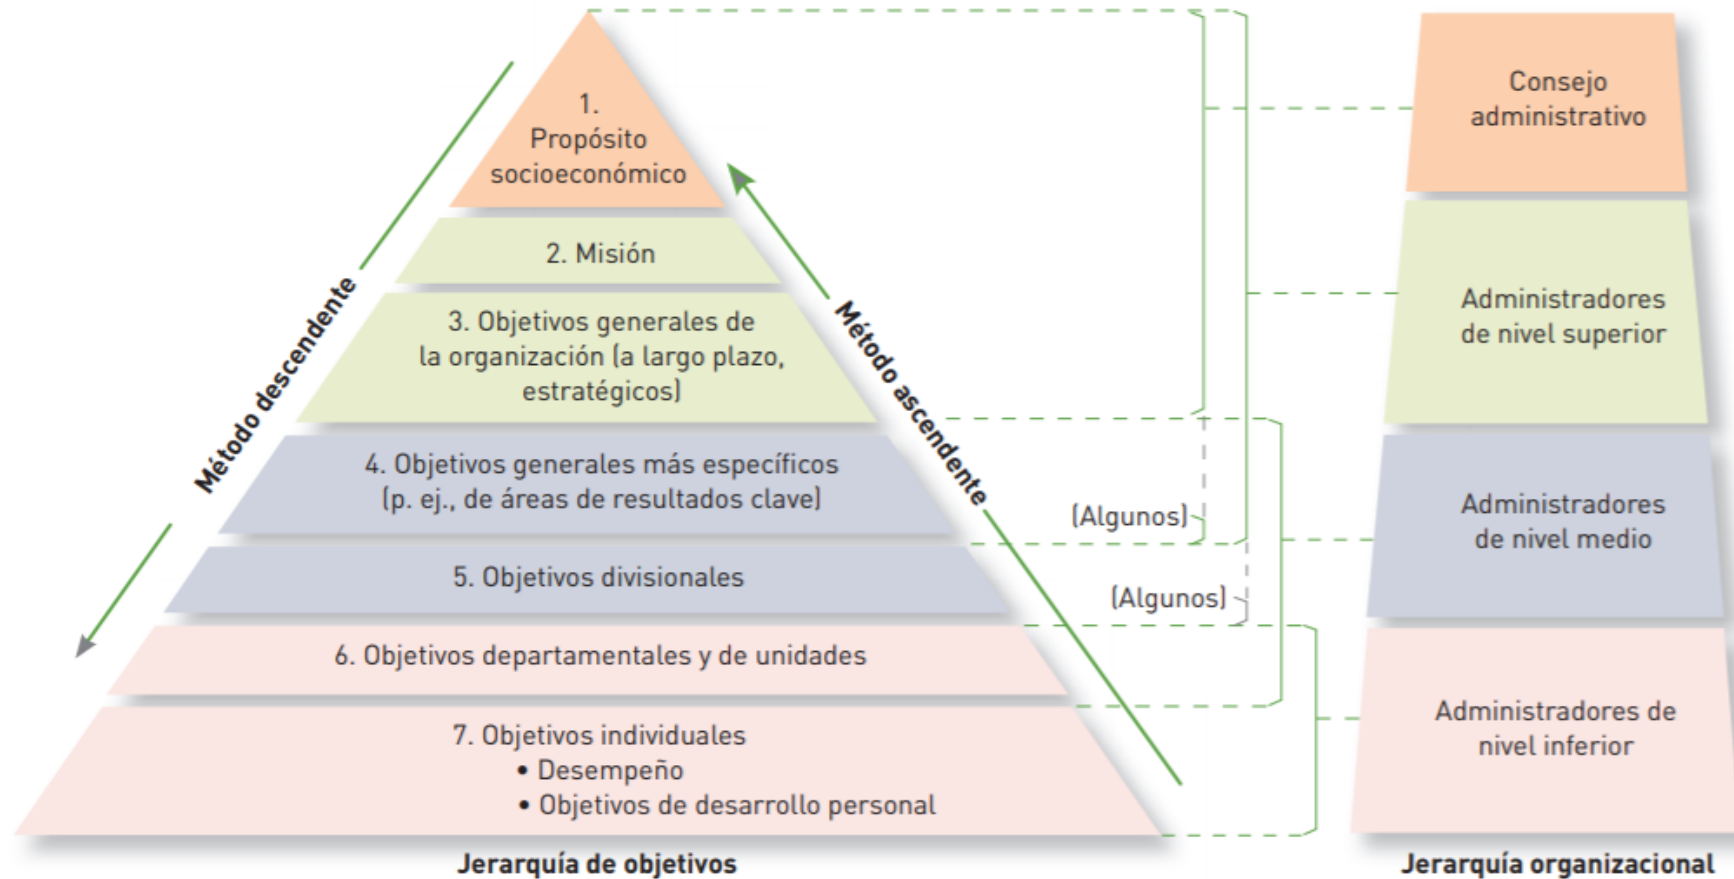 1.
Propósito
socioeconómico
2. Misión
3. Objetivos generales de
la organización (a largo plazo,
estratégicos)
4. Objetivos generales más específicos
(p. ej., de áreas de resultados clave)
5. Objetivos divisionales
6. Objetivos departamentales y de unidades
7. Objetivos individuales
• Desempeño
• Objetivos de desarrollo personal
Jerarquía de objetivos
Método descendente
Método ascendente
(Algunos)
(Algunos)
Consejo
administrativo
Administradores
de nivel superior
Administradores
de nivel medio
Administradores de
nivel inferior
Jerarquía organizacional